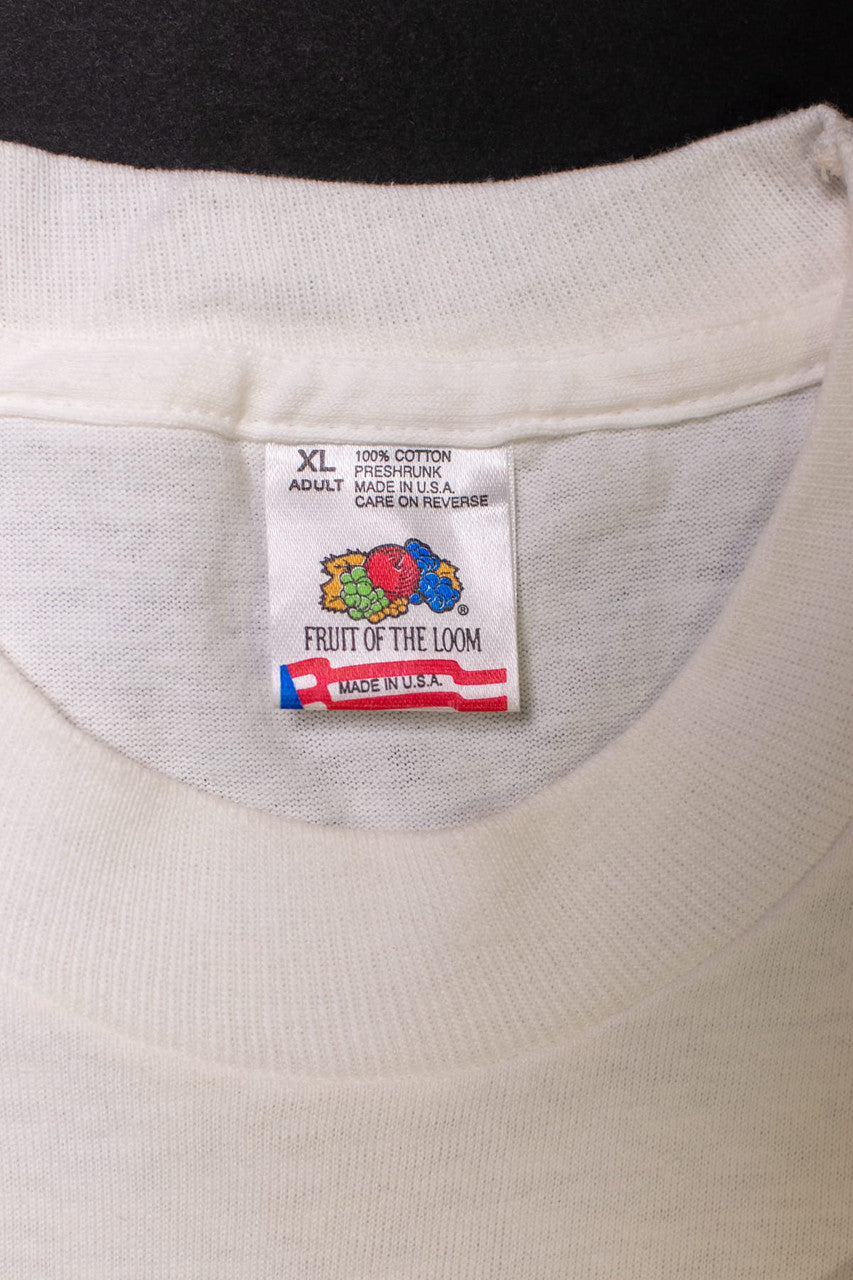 XL
ADULT
100% COTTON
PRESHRUNK
MADE IN U.S.A.
CARE ON REVERSE
®
FRUIT OF THE LOOM
MADE IN U.S.A.